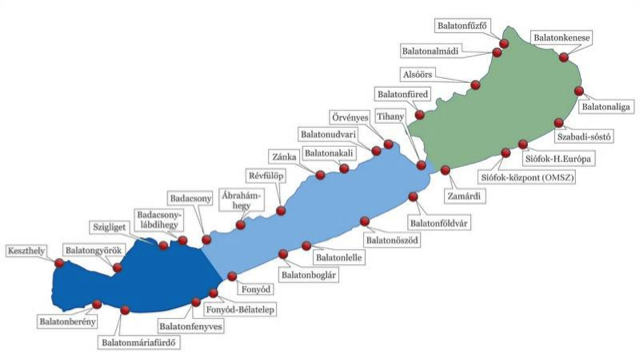 Balatonfűzfő
Balatonkenese
Balatonalmádi
Alsóörs
Balatonfüred
Balatonaliga
Örvényes
Tihany
Balatonudvari
Szabadi-sóstó
Zánka
Balatonakali
Siófok-H.Európa
Révfülöp
Siófok-központ (OMSZ)
Ábrahám-
hegy
Zamárdi
Badacsony
Badacsony-
lábdihegy
Balatonföldvár
Szigliget
Balatonőszöd
Keszthely
Balatongyörök
Balatonlelle
Balatonboglár
Fonyód
Fonyód-Bélatelep
Balatonberény
Balatonfenyves
Balatonmáriafürdő